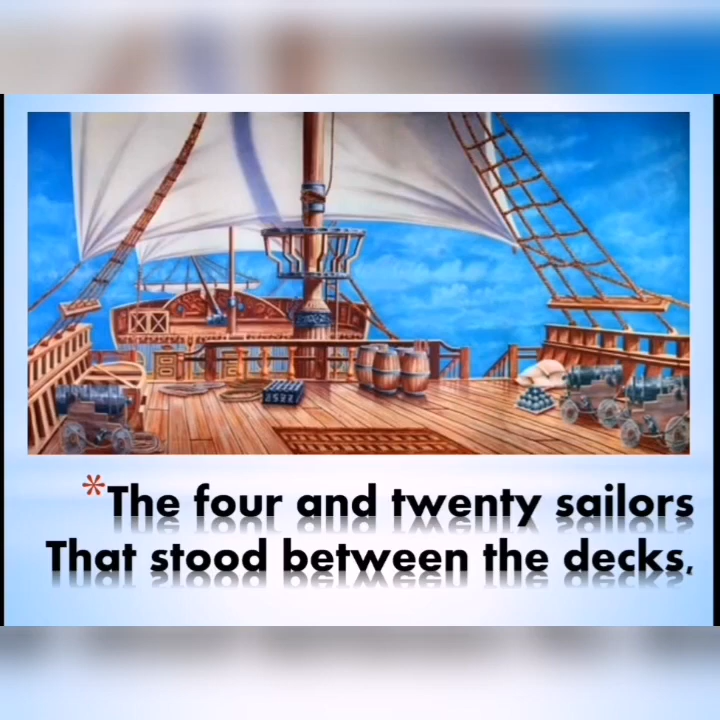 *The four and twenty sailors
That stood between the decks,